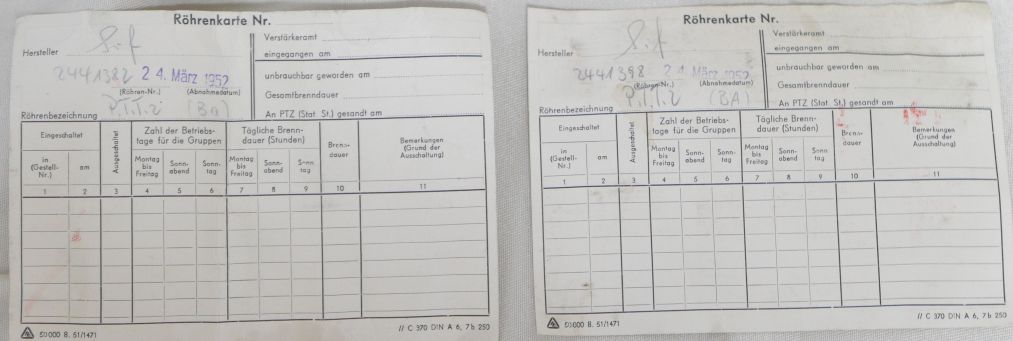 Röhrenkarte Nr.
Hersteller
Verstärkeramt
eingegangen am
2441382 24. März 1952
(Röhren-Nr.) (Abnahmedatum)
unbrauchbar geworden am
Gesamtbrenndauer
(Ba)
An PTZ (Stat. St.) gesandt am
Röhrenbezeichnung
Eingeschaltet
Ausgeschaltet
Zahl der Betriebs-
tage für die Gruppen
Tägliche Brenn-
dauer (Stunden)
Brenn-
dauer
Bemerkungen
(Grund der
Ausschaltung)
in
(Gestell-
Nr.)
am
Montag
bis
Freitag
Sonn-
abend
Sonn-
tag
Montag
bis
Freitag
Sonn-
abend
Sonn
tag
1 2 3 4 5 6 7 8 9 10 11
50000 8. 51/1471
// C 370 DIN A 6, 7b 250
Röhrenkarte Nr.
Hersteller
Verstärkeramt
eingegangen am
2441398 24. März 1952
(Röhren-Nr.) (Abnahmedatum)
unbrauchbar geworden am
Gesamtbrenndauer
(BA)
An PTZ (Stat. St.) gesandt am
Röhrenbezeichnung
Eingeschaltet
Ausgeschaltet
Zahl der Betriebs-
tage für die Gruppen
Tägliche Brenn-
dauer (Stunden)
Brenn-
dauer
Bemerkungen
(Grund der
Ausschaltung)
in
(Gestell-
Nr.)
am
Montag
bis
Freitag
Sonn-
abend
Sonn-
tag
Montag
bis
Freitag
Sonn-
abend
Sonn
tag
1 2 3 4 5 6 7 8 9 10 11
50000 8. 51/1471
// C 370 DIN A 6, 7b 250